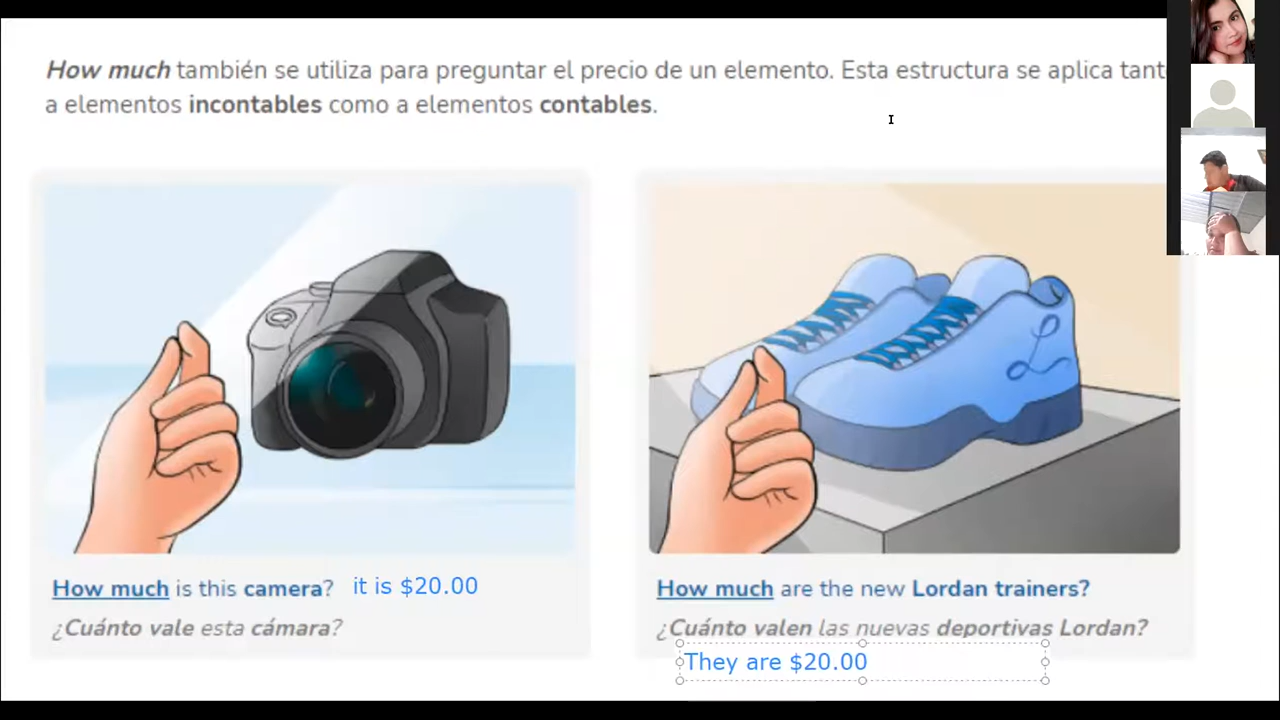 How much también se utiliza para preguntar el precio de un elemento. Esta estructura se aplica
a elementos incontables como a elementos contables.
How much is this camera? it is $20.00
¿Cuánto vale esta cámara?
How much are the new Lordan trainers?
¿Cuánto valen las nuevas deportivas Lordan?
They are $20.00